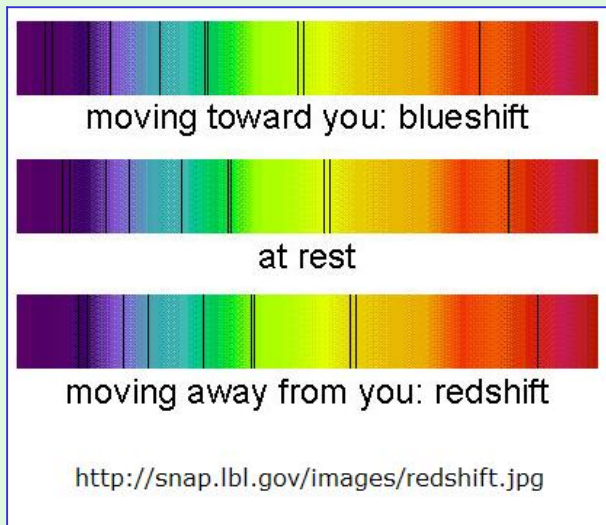 moving toward you: blueshift
at rest
moving away from you: redshift
http://snap.lbl.gov/images/redshift.jpg